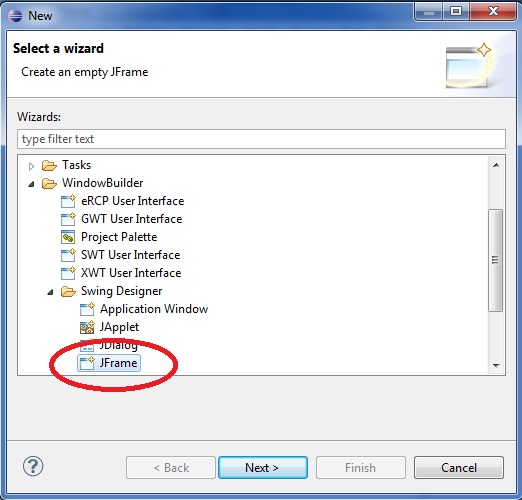 New
Select a wizard
Create an empty JFrame
Wizards:
type filter text
Tasks
WindowBuilder
eRCP User Interface
GWT User Interface
Project Palette
SWT User Interface
XWT User Interface
Swing Designer
Application Window
JApplet
JDialog
JFrame
?
< Back
Next >
Finish
Cancel